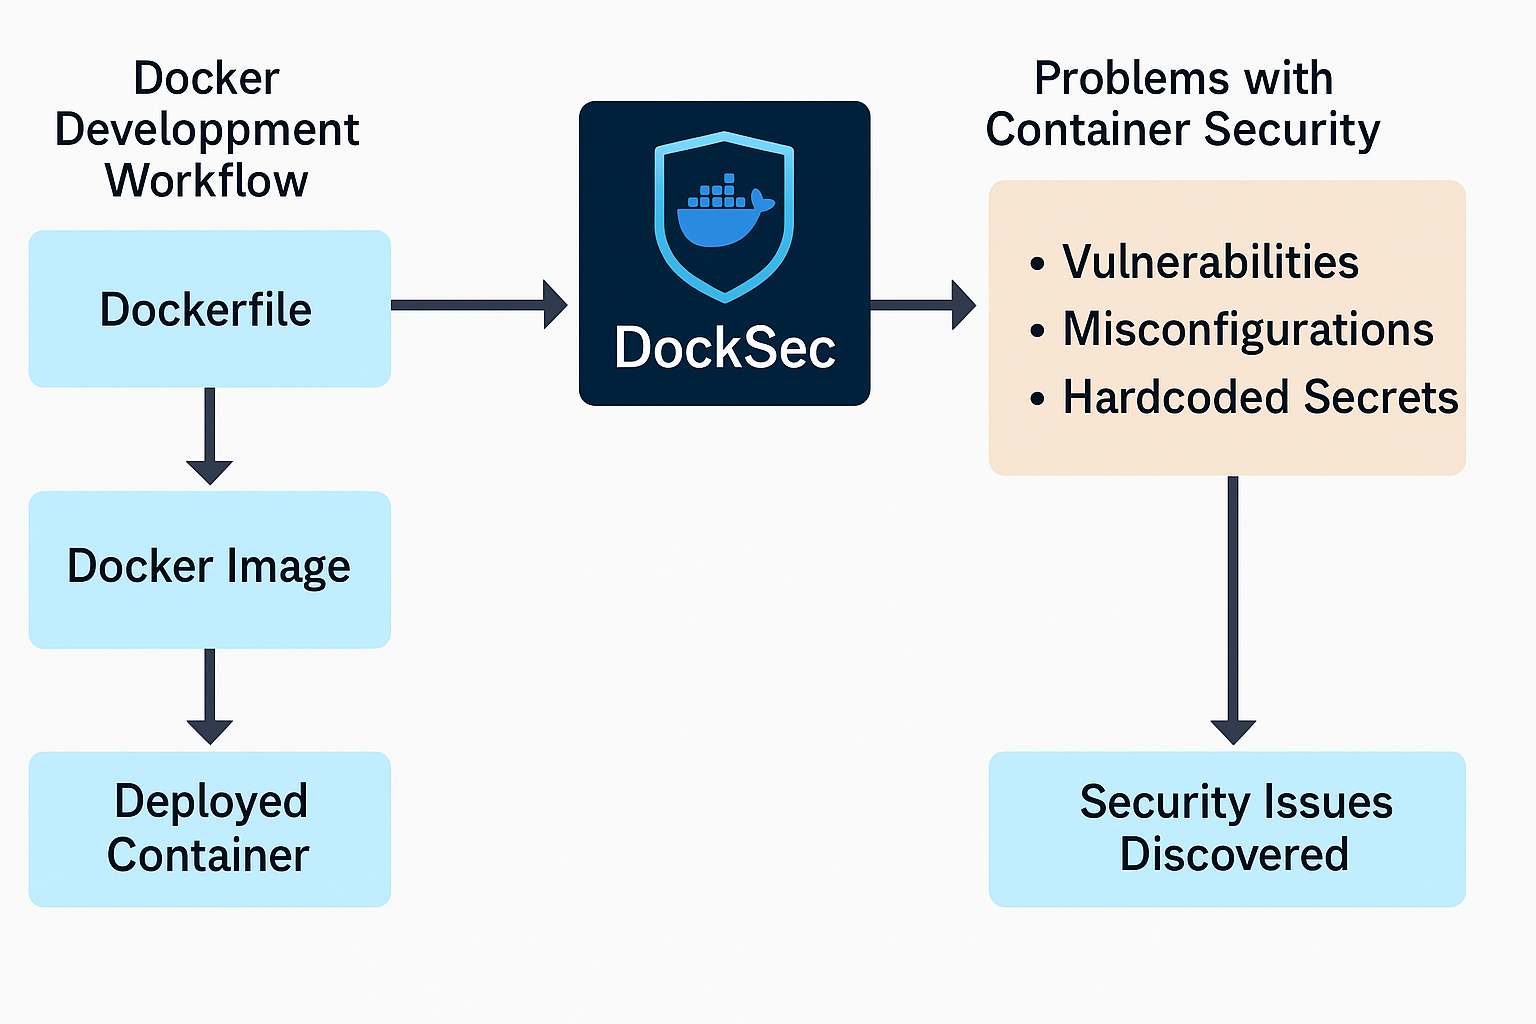 Docker
Developpment
Workflow
Dockerfile
Docker Image
Deployed
Container
DockSec
Problems with
Container Security
• Vulnerabilities
• Misconfigurations
• Hardcoded Secrets
Security Issues
Discovered